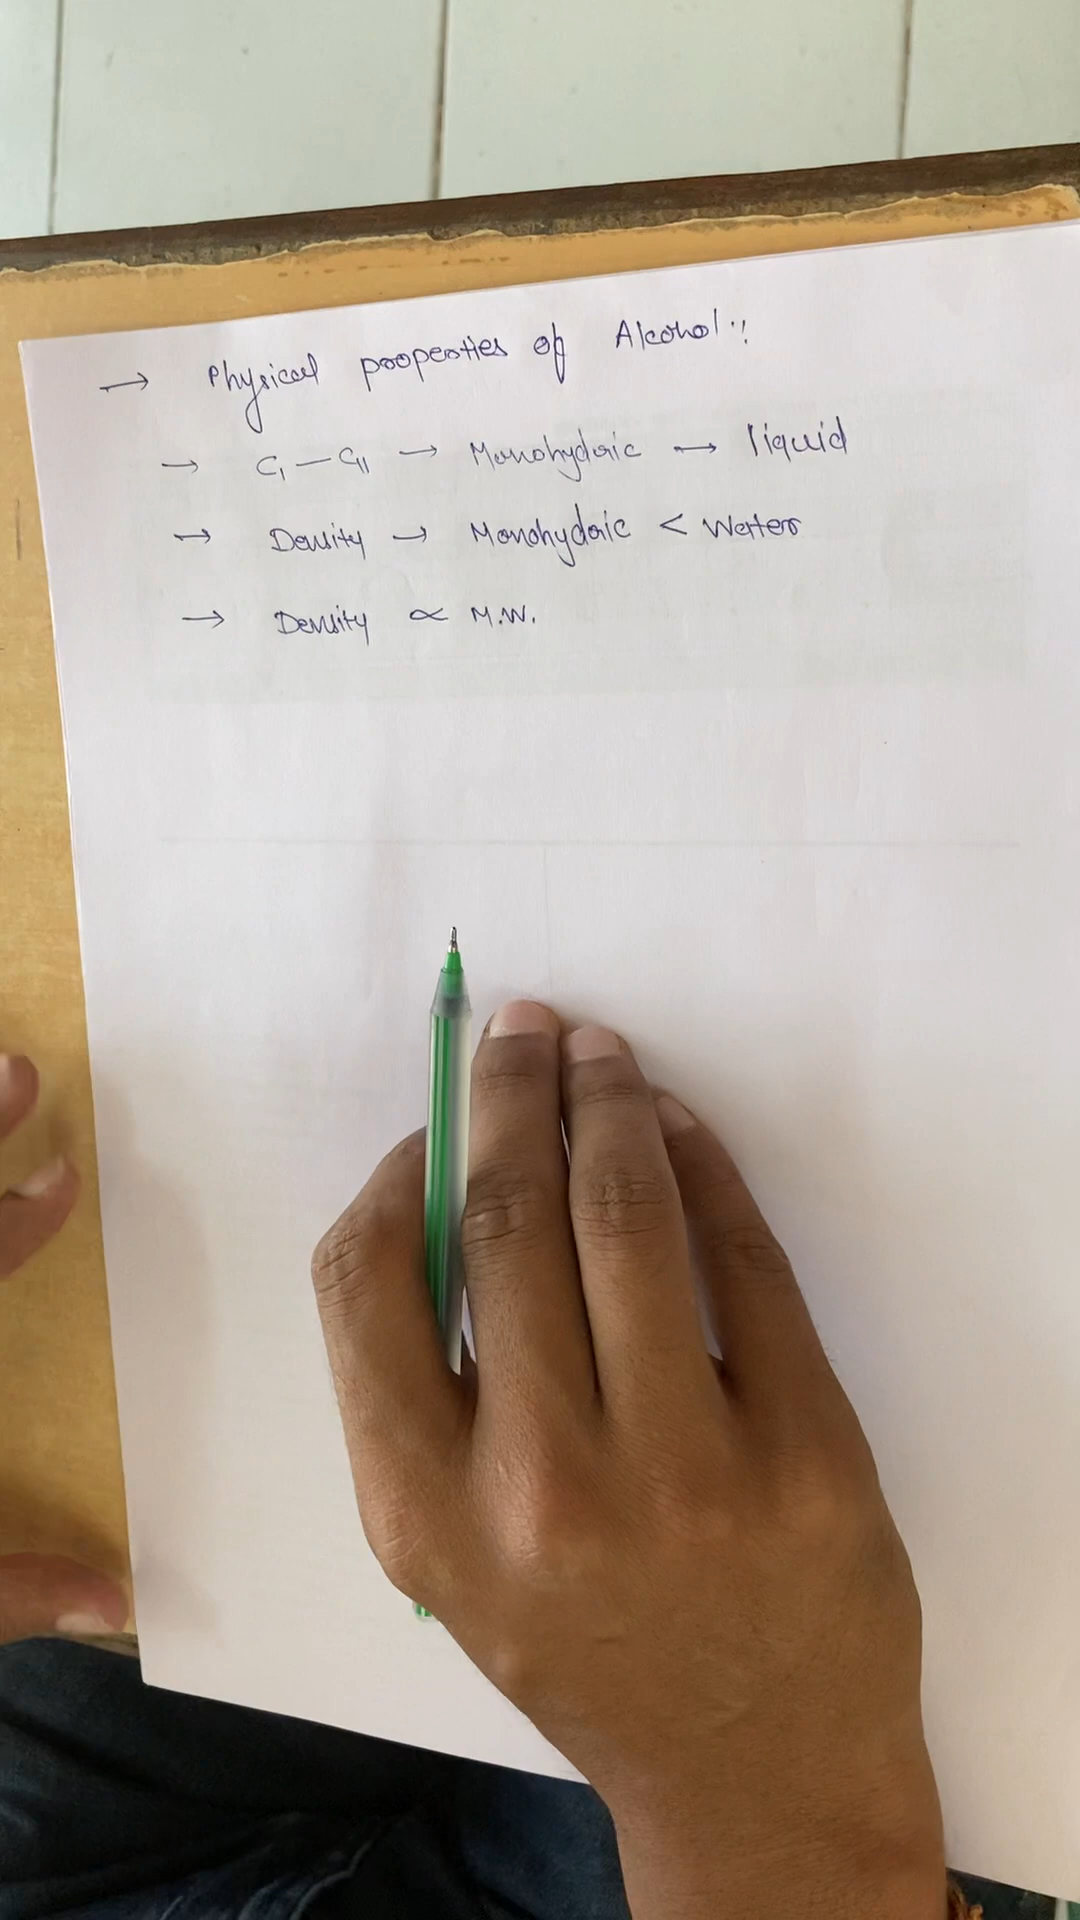 → Physical properties of Alcohol :!
→ C₁ – C₁₁ → Monohydric → liquid
→ Density → Monohydric < Water
→ Density ∝ M.W.